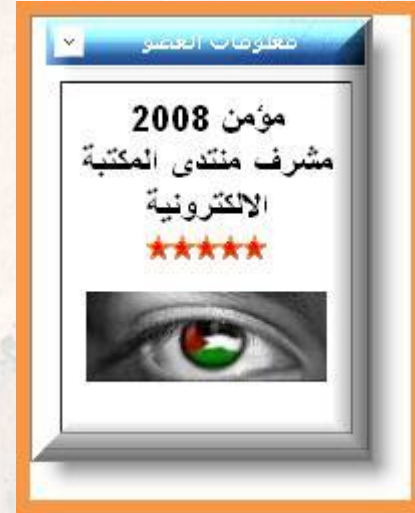 معلومات العضو
مؤمن 2008
مشرف منتدى المكتبة
الالكترونية